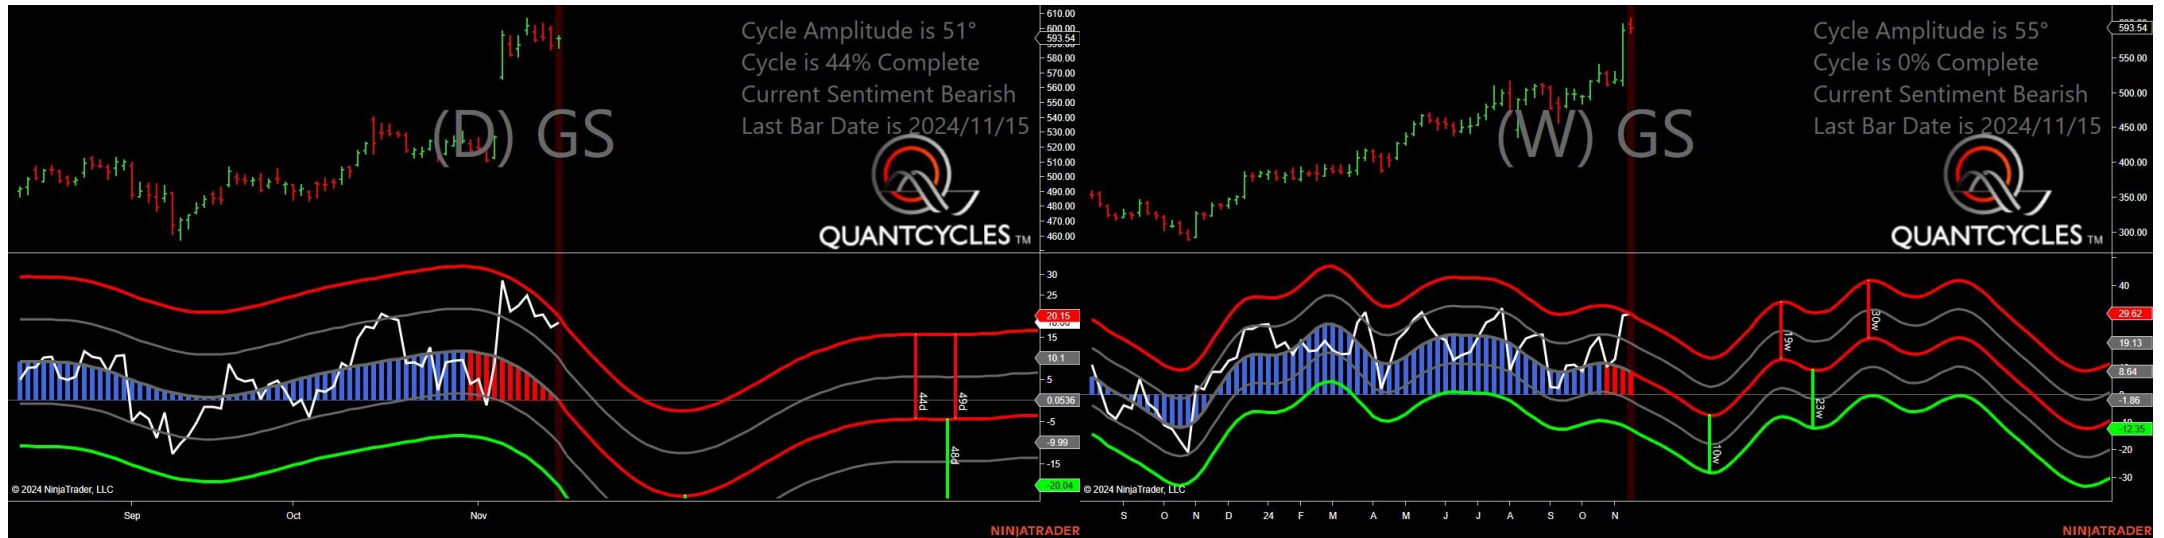 Cycle Amplitude is 51°
Cycle is 44% Complete
Current Sentiment Bearish
Last Bar Date is 2024/11/15
(D) GS
QUANTCYCLES TM
610.00
600.00
593.54
580.00
570.00
560.00
550.00
540.00
530.00
520.00
510.00
500.00
490.00
480.00
470.00
460.00
30
25
20.15
15
10.1
5
0.0536
-5
-9.99
-15
-20.04
44d
49d
48d
© 2024 NinjaTrader, LLC
Sep Oct Nov
NINJATRADER
Cycle Amplitude is 55°
Cycle is 0% Complete
Current Sentiment Bearish
Last Bar Date is 2024/11/15
(W) GS
QUANTCYCLES TM
593.54
550.00
500.00
450.00
400.00
350.00
300.00
40
29.62
19.13
8.64
-1.86
-12.35
-20
-30
19w
30w
23w
10w
© 2024 NinjaTrader, LLC
S O N D 24 F M A M J J A S O N
NINJATRADER